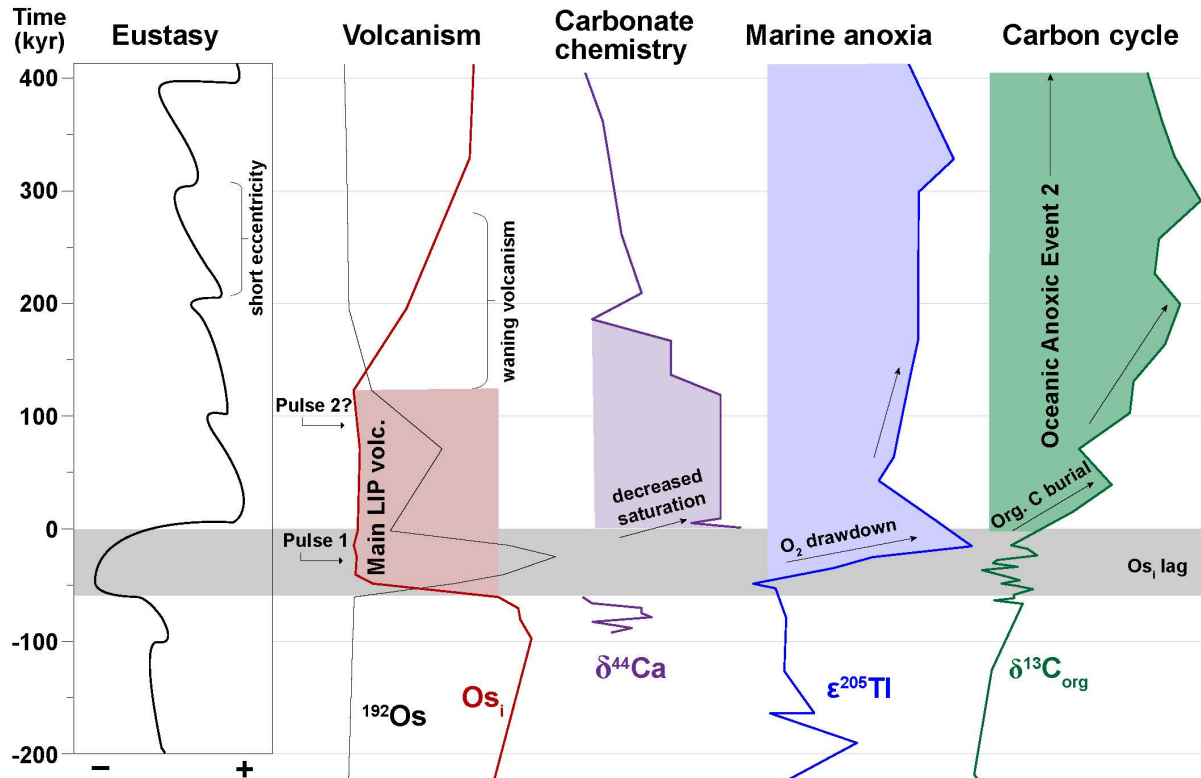 Time
(kyr)
Eustasy
Volcanism
Carbonate
chemistry
Marine anoxia
Carbon cycle
400
300
200
100
0
-100
-200
short eccentricity
waning volcanism
Pulse 2?
Pulse 1
Main LIP volc.
decreased
saturation
O₂ drawdown
Oceanic Anoxic Event 2
Org. C burial
Osᵢ lag
¹⁹²Os
Osᵢ
δ⁴⁴Ca
ε²⁰⁵Tl
δ¹³Corg
− +